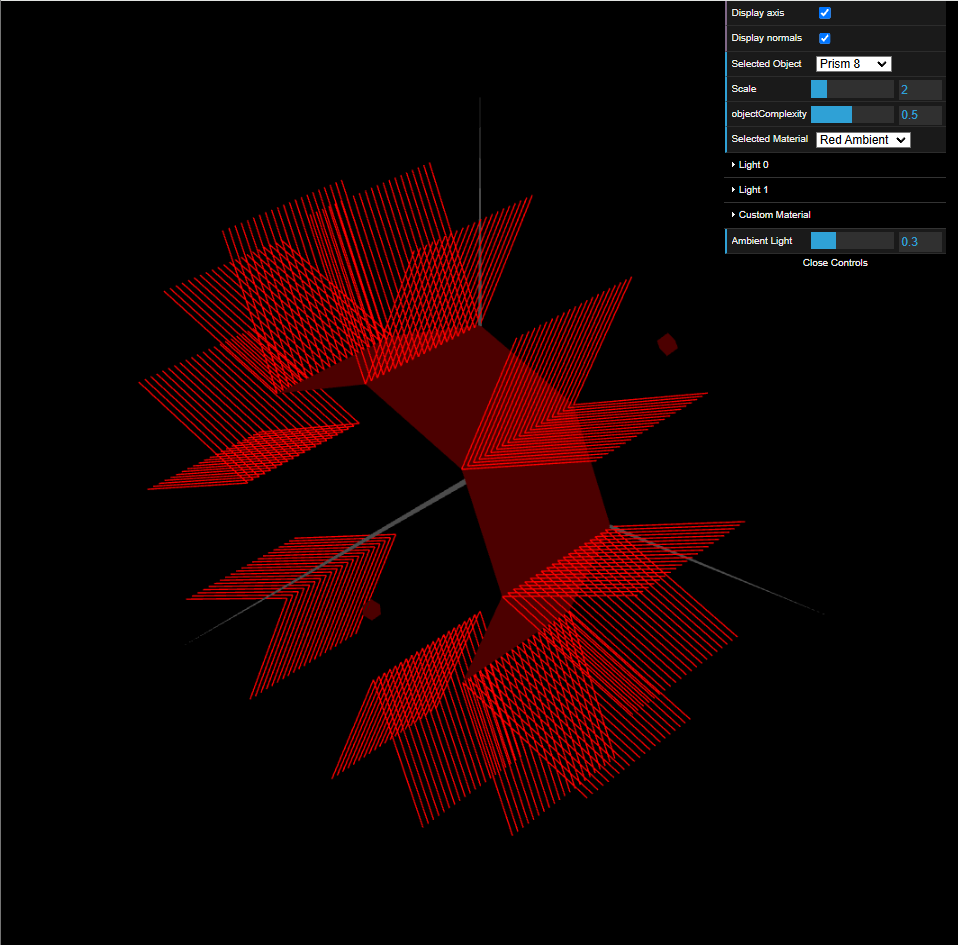 Display axis
Display normals
Selected Object Prism 8
Scale 2
objectComplexity 0.5
Selected Material Red Ambient
Light 0
Light 1
Custom Material
Ambient Light 0.3
Close Controls